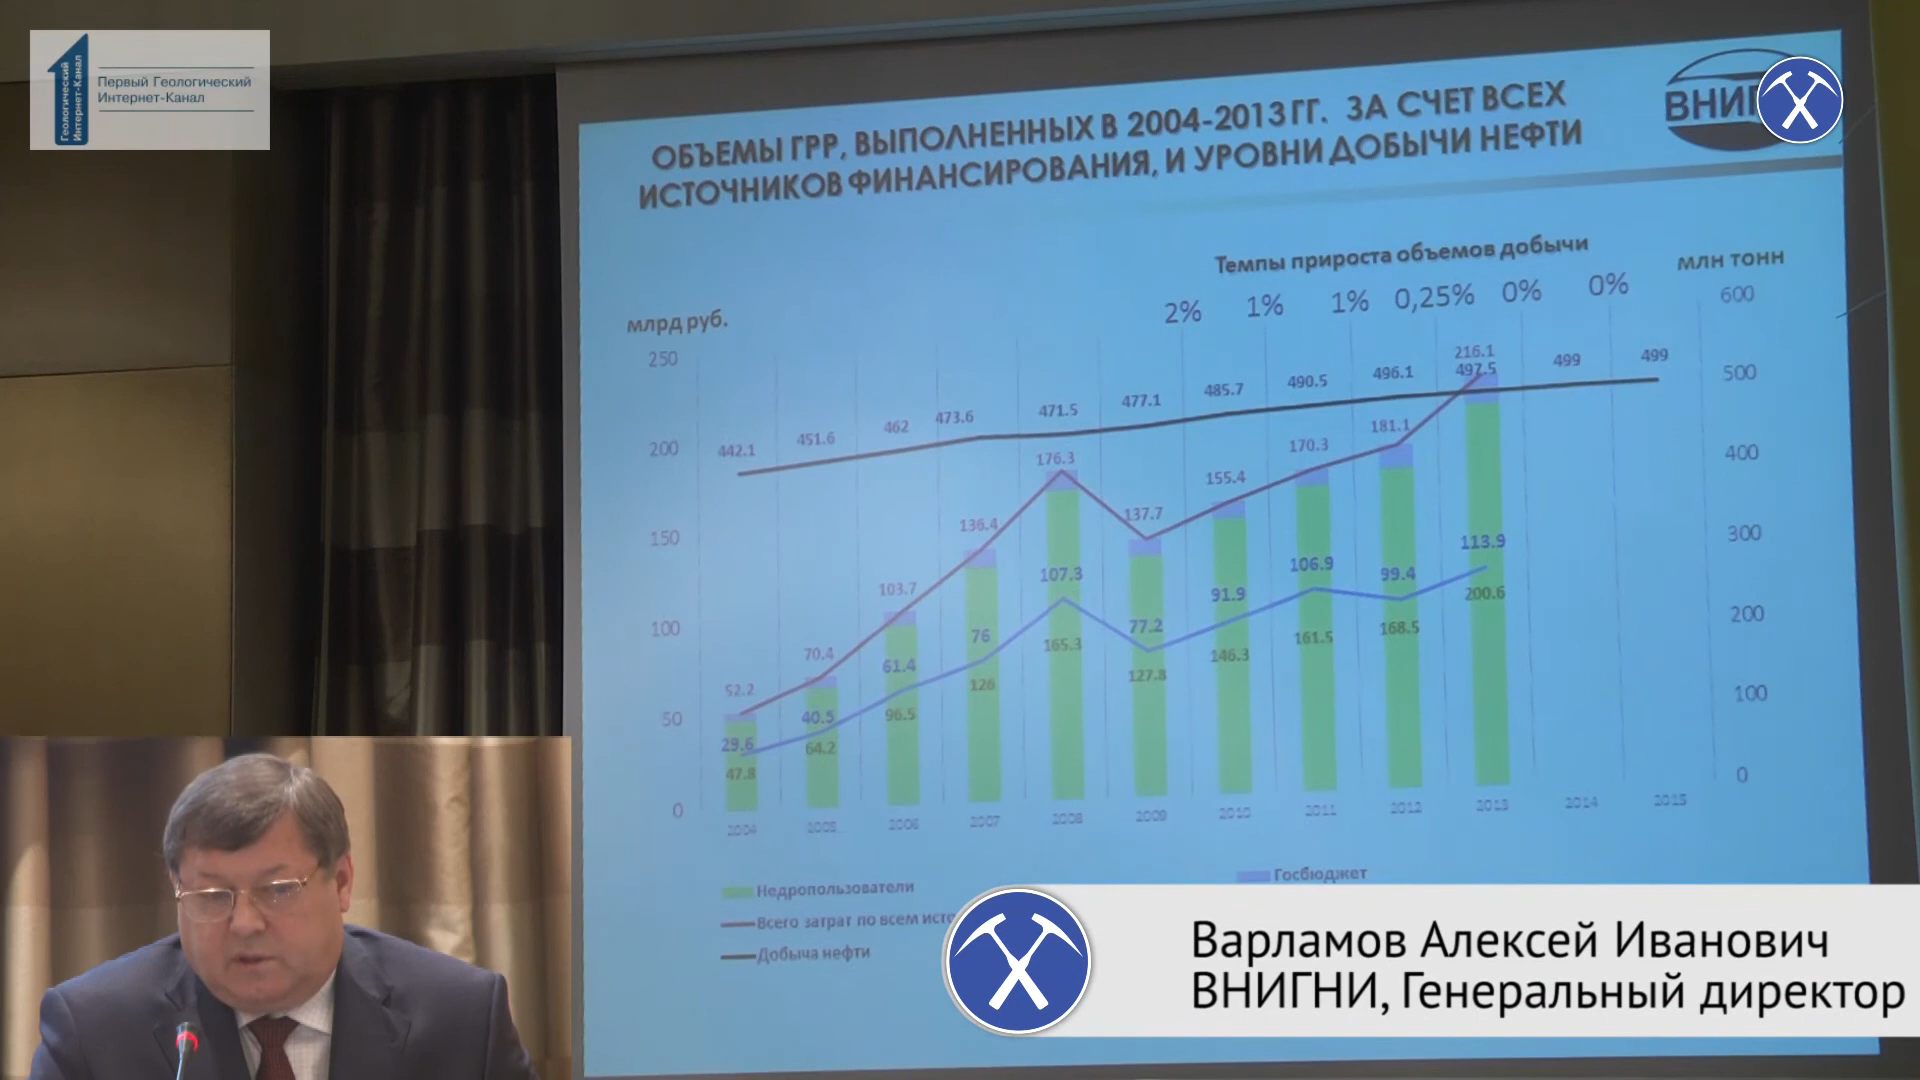 Геологический
Интернет-Канал
Первый Геологический
Интернет-Канал
ОБЪЕМЫ ГРР, ВЫПОЛНЕННЫХ В 2004-2013 ГГ. ЗА СЧЕТ ВСЕХ
ИСТОЧНИКОВ ФИНАНСИРОВАНИЯ, И УРОВНИ ДОБЫЧИ НЕФТИ
Темпы прироста объемов добычи
млн тонн
2% 1% 1% 0,25% 0% 0%
млрд руб.
250
200
150
100
50
0
600
500
400
300
200
100
0
442.1 451.6 462 473.6 471.5 477.1 485.7 490.5 496.1 497.5 499 499
52.2 70.4 103.7 136.4 176.3 137.7 155.4 170.3 181.1 216.1
29.6 40.5 61.4 76 107.3 77.2 91.9 106.9 99.4 113.9
47.8 64.2 96.5 126 165.3 127.8 146.3 161.5 168.5 200.6
2004 2005 2006 2007 2008 2009 2010 2011 2012 2013 2014 2015
Недропользователи
Госбюджет
Всего затрат по всем
Добыча нефти
Варламов Алексей Иванович
ВНИГНИ, Генеральный директор